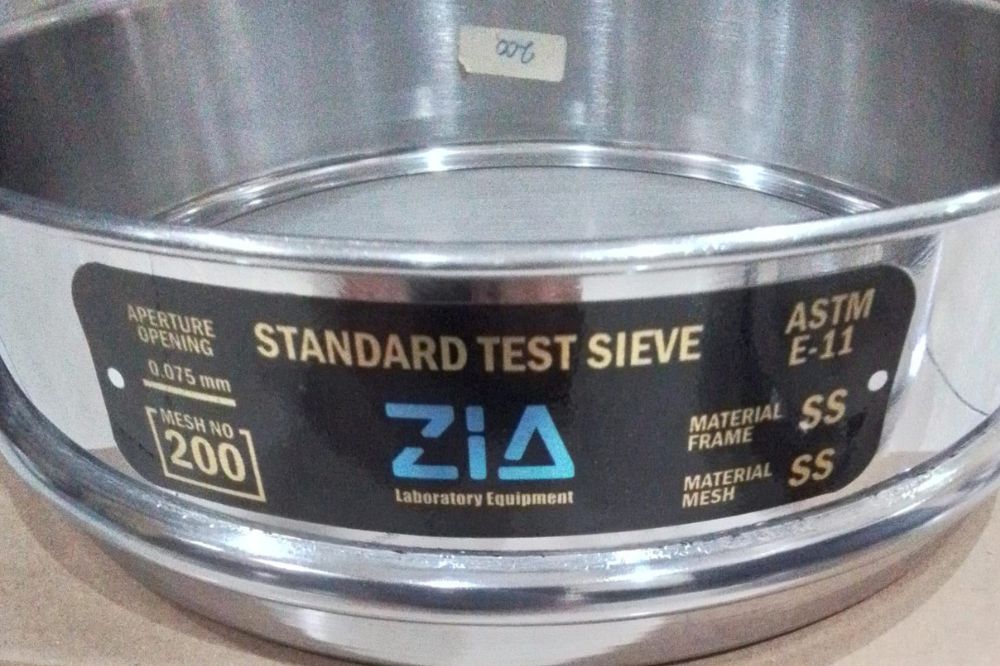 200
APERTURE
OPENING
0.075 mm
MESH NO
200
STANDARD TEST SIEVE
ZiA
Laboratory Equipment
ASTM
E-11
MATERIAL
FRAME SS
MATERIAL
MESH SS